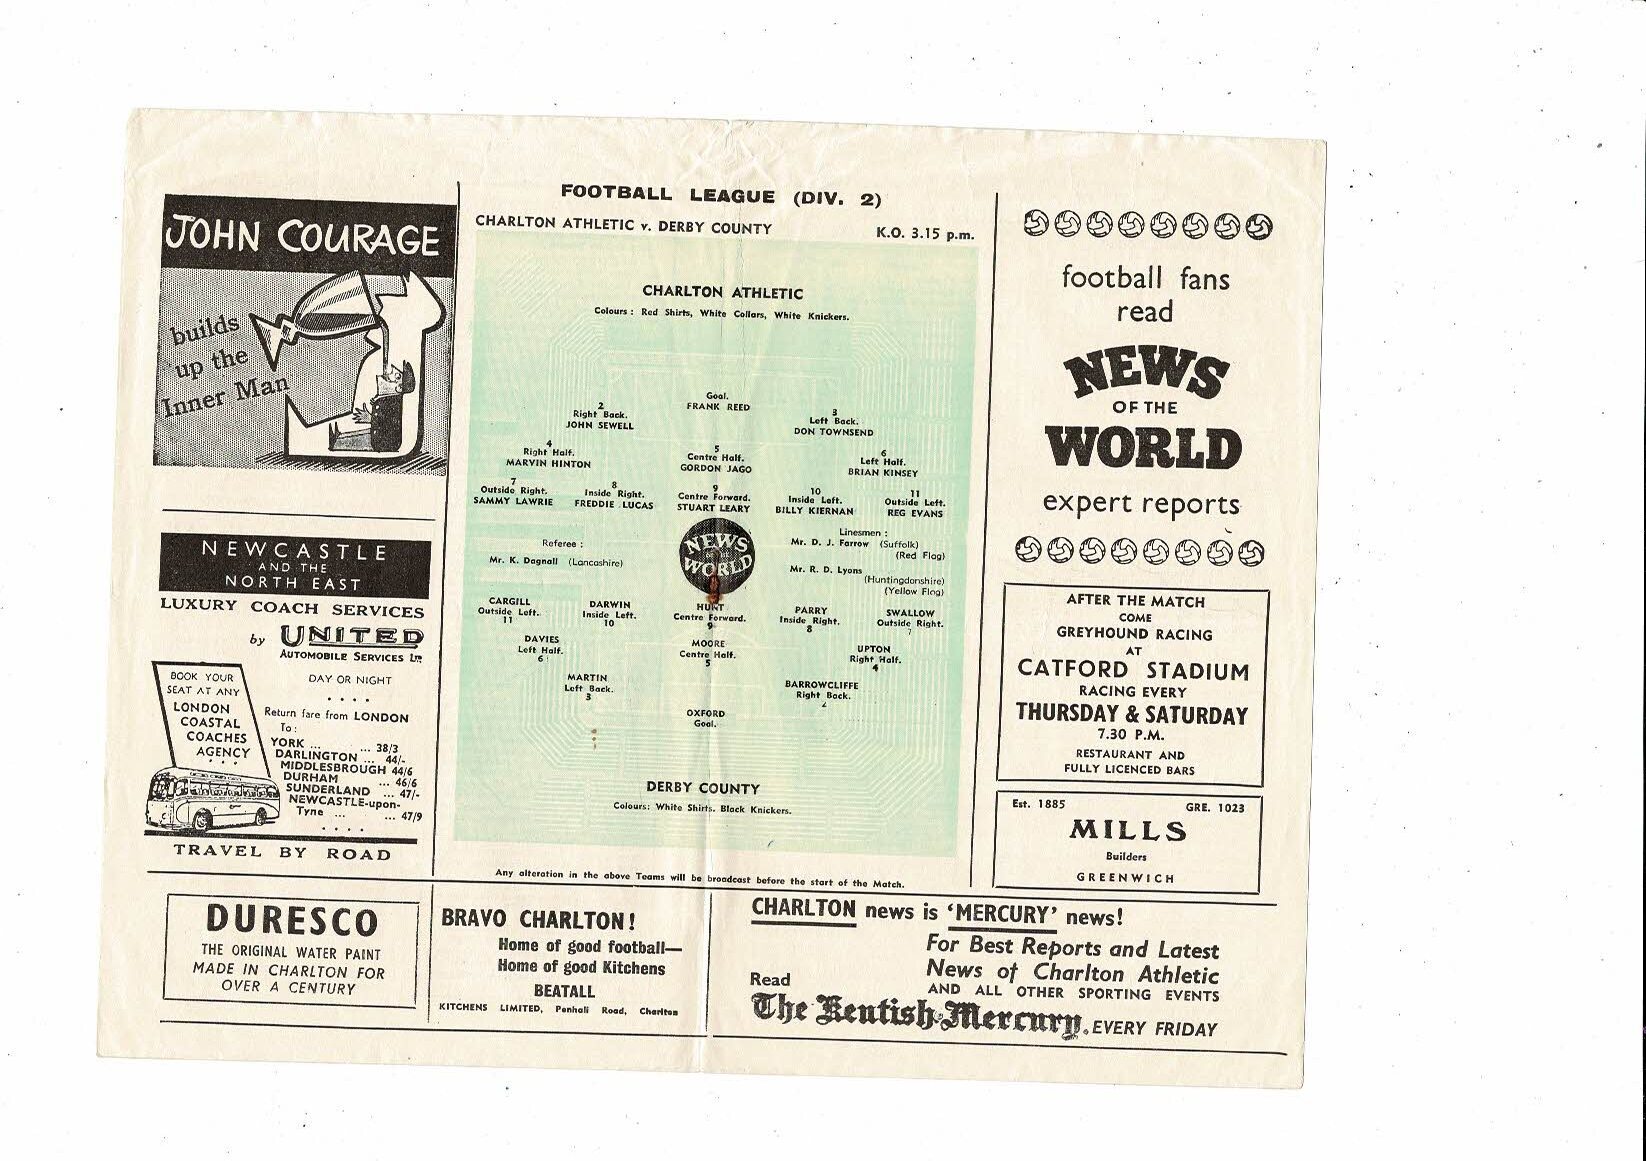 FOOTBALL LEAGUE (DIV. 2)
CHARLTON ATHLETIC v. DERBY COUNTY
K.O. 3.15 p.m.
JOHN COURAGE
builds
up the
Inner Man
NEWCASTLE
AND THE
NORTH EAST
LUXURY COACH SERVICES
by UNITED
AUTOMOBILE SERVICES LTD
BOOK YOUR
SEAT AT ANY
LONDON
COASTAL
COACHES
AGENCY
DAY OR NIGHT
Return fare from LONDON
To:
YORK ... ... 38/3
DARLINGTON ... 44/-
MIDDLESBROUGH 44/6
DURHAM ... 46/6
SUNDERLAND ... 47/-
NEWCASTLE-upon-
Tyne ... ... 47/9
TRAVEL BY ROAD
CHARLTON ATHLETIC
Colours : Red Shirts, White Collars, White Knickers.
Goal.
FRANK REED
2
Right Back.
JOHN SEWELL
3
Left Back.
DON TOWNSEND
4
Right Half.
MARVIN HINTON
5
Centre Half.
GORDON JAGO
6
Left Half.
BRIAN KINSEY
7
Outside Right.
SAMMY LAWRIE
8
Inside Right.
FREDDIE LUCAS
9
Centre Forward.
STUART LEARY
10
Inside Left.
BILLY KIERNAN
11
Outside Left.
REG EVANS
Referee :
Mr. K. Dagnall (Lancashire)
NEWS
OF THE
WORLD
Linesmen :
Mr. D. J. Farrow (Suffolk)
(Red Flag)
Mr. R. D. Lyons
(Huntingdonshire)
(Yellow Flag)
CARGILL
Outside Left.
11
DARWIN
Inside Left.
10
HUNT
Centre Forward.
9
PARRY
Inside Right.
8
SWALLOW
Outside Right.
7
DAVIES
Left Half.
6
MOORE
Centre Half.
5
UPTON
Right Half.
4
MARTIN
Left Back.
3
BARROWCLIFFE
Right Back.
2
OXFORD
Goal.
DERBY COUNTY
Colours: White Shirts. Black Knickers.
Any alteration in the above Teams will be broadcast before the start of the Match.
football fans
read
NEWS
OF THE
WORLD
expert reports
AFTER THE MATCH
COME
GREYHOUND RACING
AT
CATFORD STADIUM
RACING EVERY
THURSDAY & SATURDAY
7.30 P.M.
RESTAURANT AND
FULLY LICENCED BARS
Est. 1885
GRE. 1023
MILLS
Builders
GREENWICH
DURESCO
THE ORIGINAL WATER PAINT
MADE IN CHARLTON FOR
OVER A CENTURY
BRAVO CHARLTON!
Home of good football—
Home of good Kitchens
BEATALL
KITCHENS LIMITED, Penhall Road, Charlton
CHARLTON news is 'MERCURY' news!
For Best Reports and Latest
News of Charlton Athletic
AND ALL OTHER SPORTING EVENTS
Read
The Kentish Mercury, EVERY FRIDAY